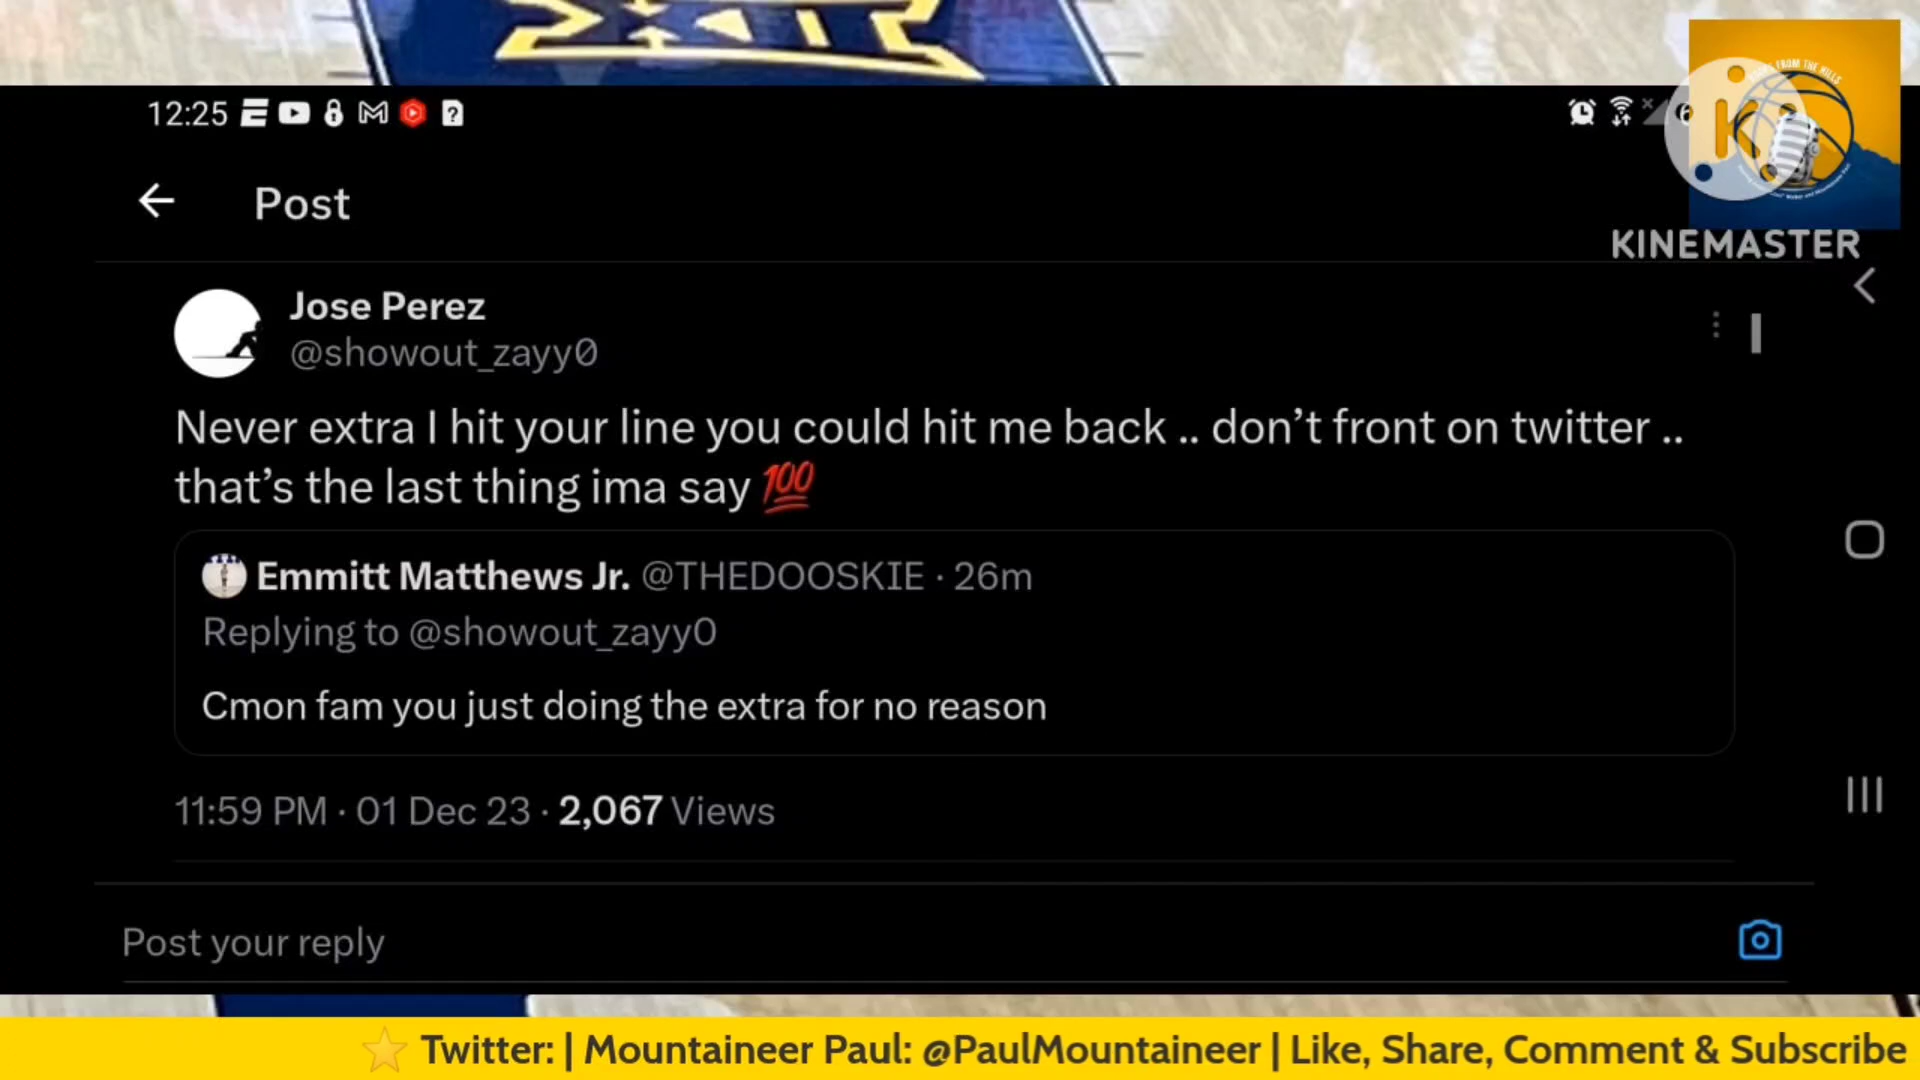 12:25
Post
KINEMASTER
Jose Perez
@showout_zayy0
Never extra I hit your line you could hit me back .. don’t front on twitter ..
that’s the last thing ima say 💯
Emmitt Matthews Jr. @THEDOOSKIE · 26m
Replying to @showout_zayy0
Cmon fam you just doing the extra for no reason
11:59 PM · 01 Dec 23 · 2,067 Views
Post your reply
⭐ Twitter: | Mountaineer Paul: @PaulMountaineer | Like, Share, Comment & Subscribe